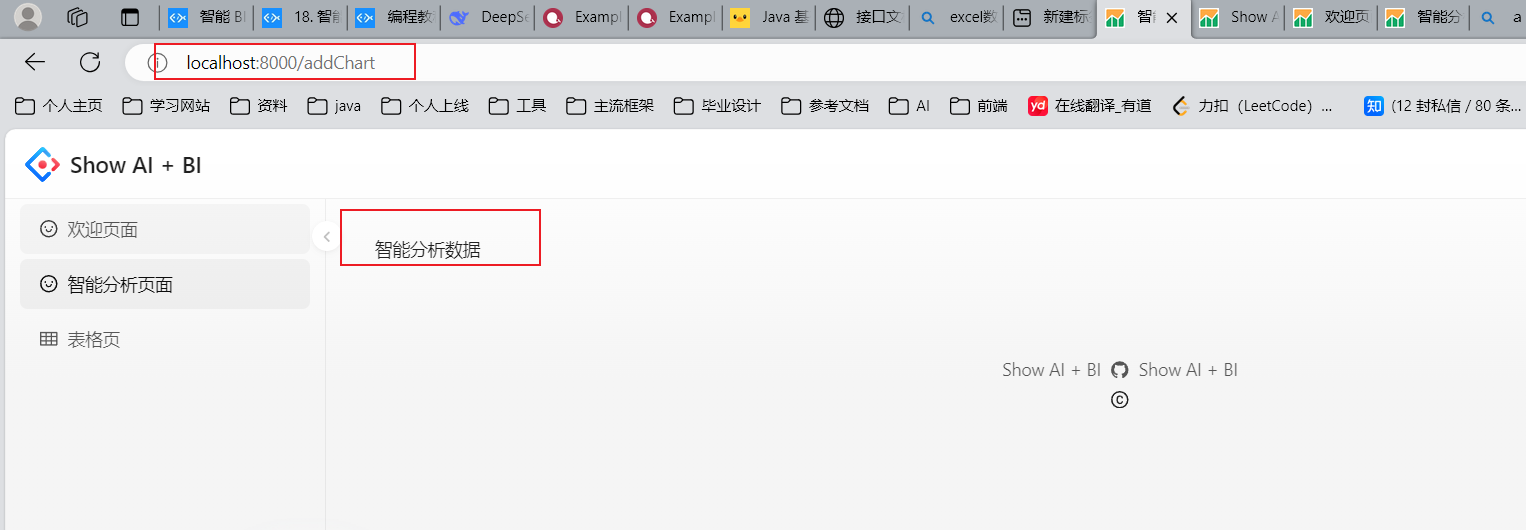 智能 BI
18. 智能
编程教
DeepSe
Exampl
Exampl
Java 基
接口文
excel数
新建标
智
Show A
欢迎页
智能分
a
localhost:8000/addChart
个人主页
学习网站
资料
java
个人上线
工具
主流框架
毕业设计
参考文档
AI
前端
yd 在线翻译_有道
力扣（LeetCode）...
知 (12 封私信 / 80 条...
Show AI + BI
欢迎页面
智能分析页面
表格页
智能分析数据
Show AI + BI Show AI + BI
©